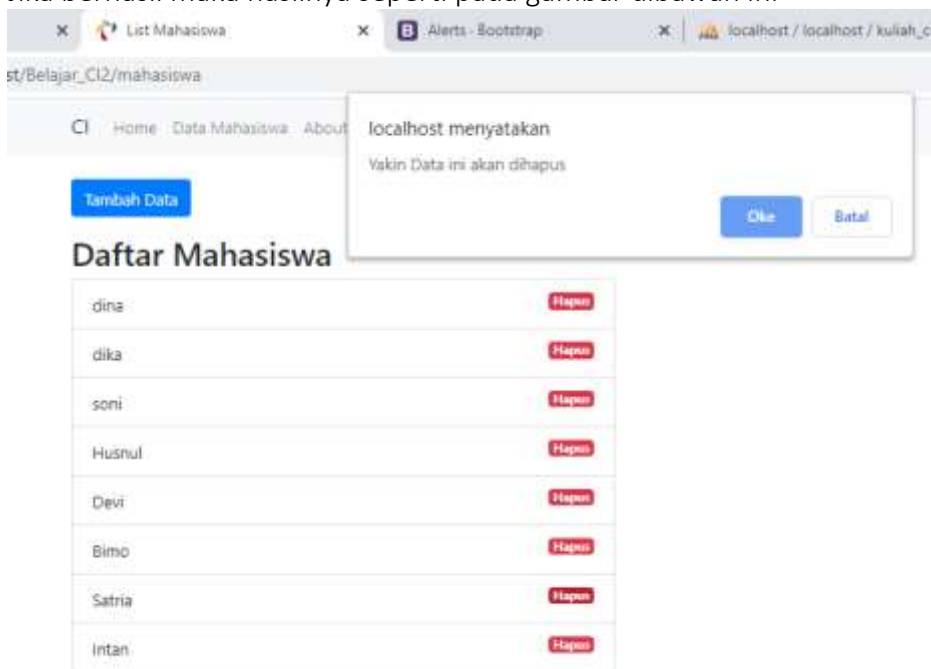 jika berhasil maka hasilnya seperti pada gambar dibawah ini
List Mahasiswa
Alerts · Bootstrap
localhost / localhost / kuliah_c
st/Belajar_CI2/mahasiswa
CI Home Data Mahasiswa About
localhost menyatakan
Yakin Data ini akan dihapus
Oke Batal
Tambah Data
Daftar Mahasiswa
dina Hapus
dika Hapus
soni Hapus
Husnul Hapus
Devi Hapus
Bimo Hapus
Satria Hapus
Intan Hapus